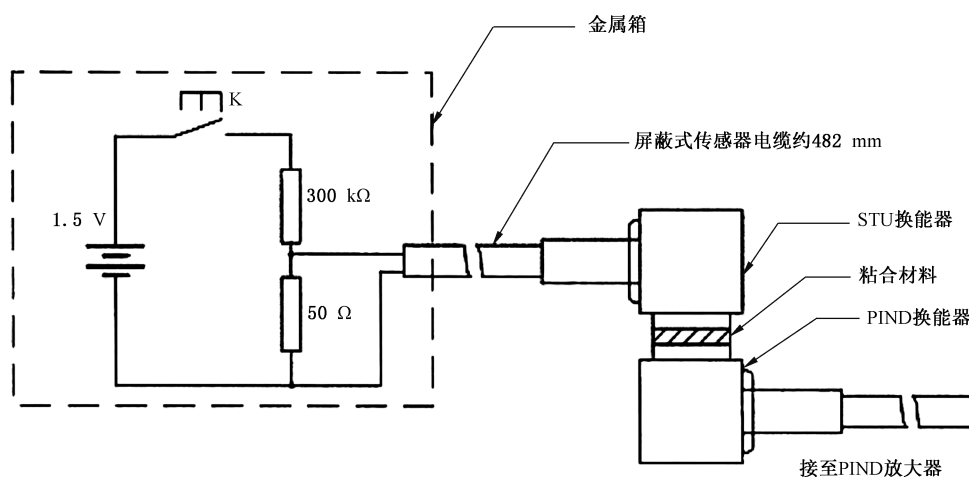 金属箱
K
屏蔽式传感器电缆约482 mm
300 kΩ
1.5 V
STU换能器
粘合材料
50 Ω
PIND换能器
接至PIND放大器